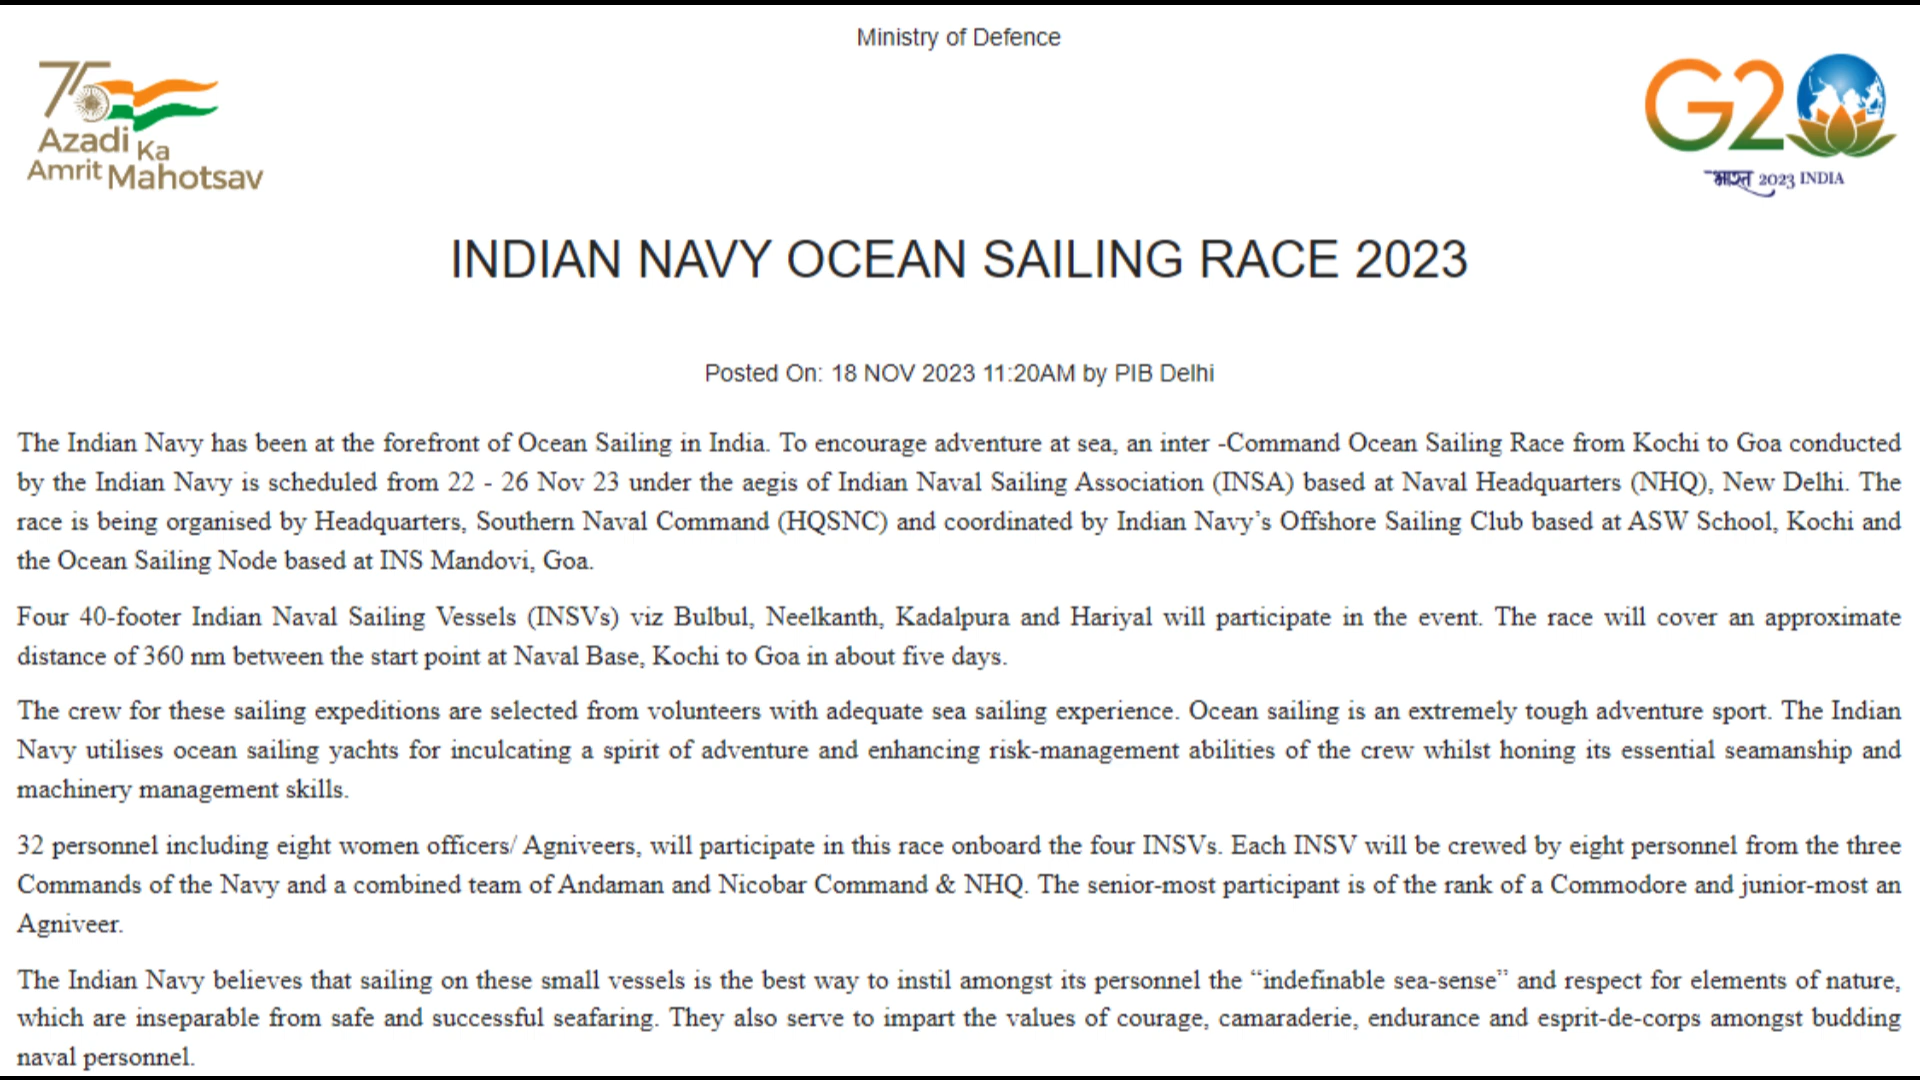 Ministry of Defence
75
Azadi Ka
Amrit Mahotsav
G20
भारत 2023 INDIA
INDIAN NAVY OCEAN SAILING RACE 2023
Posted On: 18 NOV 2023 11:20AM by PIB Delhi
The Indian Navy has been at the forefront of Ocean Sailing in India. To encourage adventure at sea, an inter -Command Ocean Sailing Race from Kochi to Goa conducted
by the Indian Navy is scheduled from 22 - 26 Nov 23 under the aegis of Indian Naval Sailing Association (INSA) based at Naval Headquarters (NHQ), New Delhi. The
race is being organised by Headquarters, Southern Naval Command (HQSNC) and coordinated by Indian Navy’s Offshore Sailing Club based at ASW School, Kochi and
the Ocean Sailing Node based at INS Mandovi, Goa.
Four 40-footer Indian Naval Sailing Vessels (INSVs) viz Bulbul, Neelkanth, Kadalpura and Hariyal will participate in the event. The race will cover an approximate
distance of 360 nm between the start point at Naval Base, Kochi to Goa in about five days.
The crew for these sailing expeditions are selected from volunteers with adequate sea sailing experience. Ocean sailing is an extremely tough adventure sport. The Indian
Navy utilises ocean sailing yachts for inculcating a spirit of adventure and enhancing risk-management abilities of the crew whilst honing its essential seamanship and
machinery management skills.
32 personnel including eight women officers/ Agniveers, will participate in this race onboard the four INSVs. Each INSV will be crewed by eight personnel from the three
Commands of the Navy and a combined team of Andaman and Nicobar Command & NHQ. The senior-most participant is of the rank of a Commodore and junior-most an
Agniveer.
The Indian Navy believes that sailing on these small vessels is the best way to instil amongst its personnel the “indefinable sea-sense” and respect for elements of nature,
which are inseparable from safe and successful seafaring. They also serve to impart the values of courage, camaraderie, endurance and esprit-de-corps amongst budding
naval personnel.